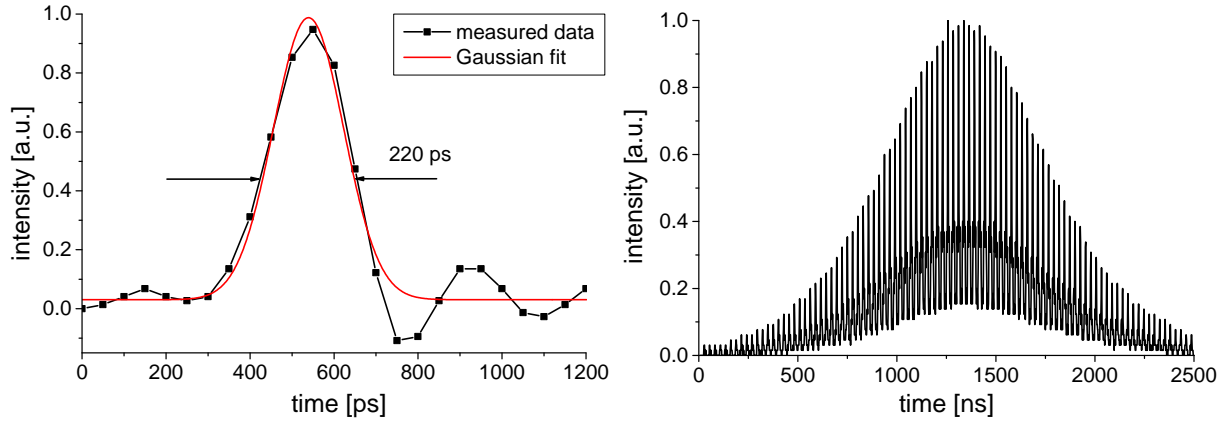 1.0
0.8
0.6
0.4
0.2
0.0
intensity [a.u.]
measured data
Gaussian fit
220 ps
0 200 400 600 800 1000 1200
time [ps]
1.0
0.8
0.6
0.4
0.2
0.0
intensity [a.u.]
0 500 1000 1500 2000 2500
time [ns]